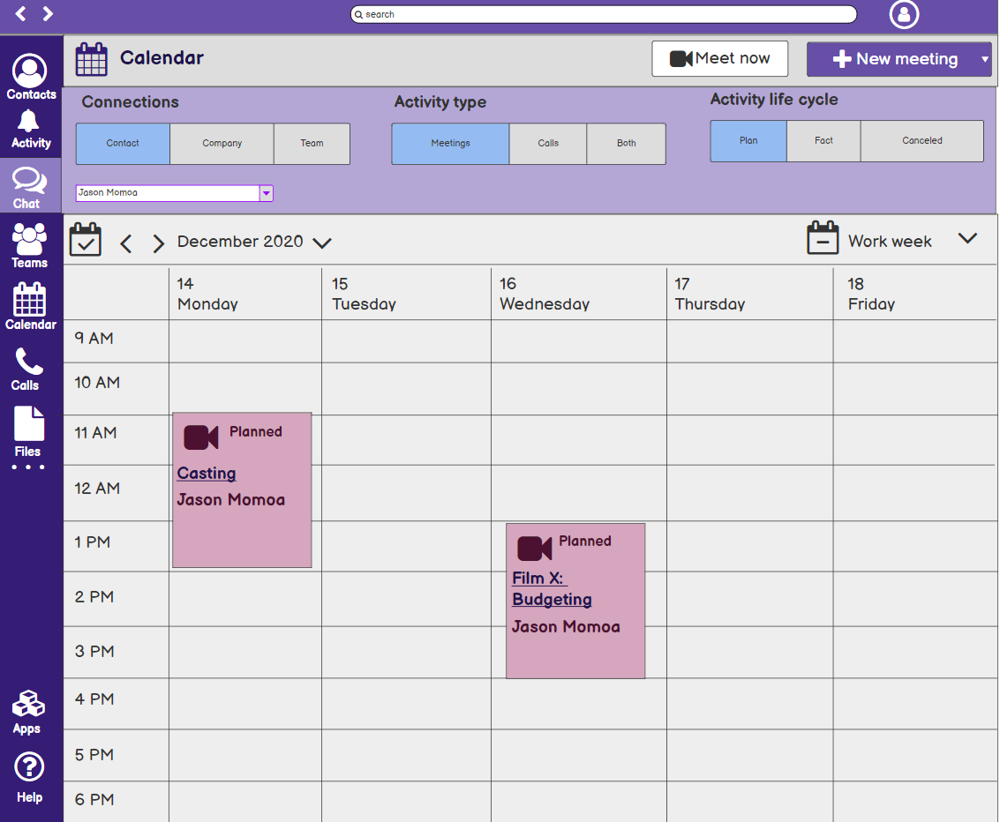 search
Calendar
Meet now
New meeting
Contacts
Activity
Chat
Teams
Calendar
Calls
Files
Apps
Help
Connections
Contact
Company
Team
Jason Momoa
Activity type
Meetings
Calls
Both
Activity life cycle
Plan
Fact
Canceled
December 2020
Work week
14
Monday
15
Tuesday
16
Wednesday
17
Thursday
18
Friday
9 AM
10 AM
11 AM
12 AM
1 PM
2 PM
3 PM
4 PM
5 PM
6 PM
Planned
Casting
Jason Momoa
Planned
Film X:
Budgeting
Jason Momoa